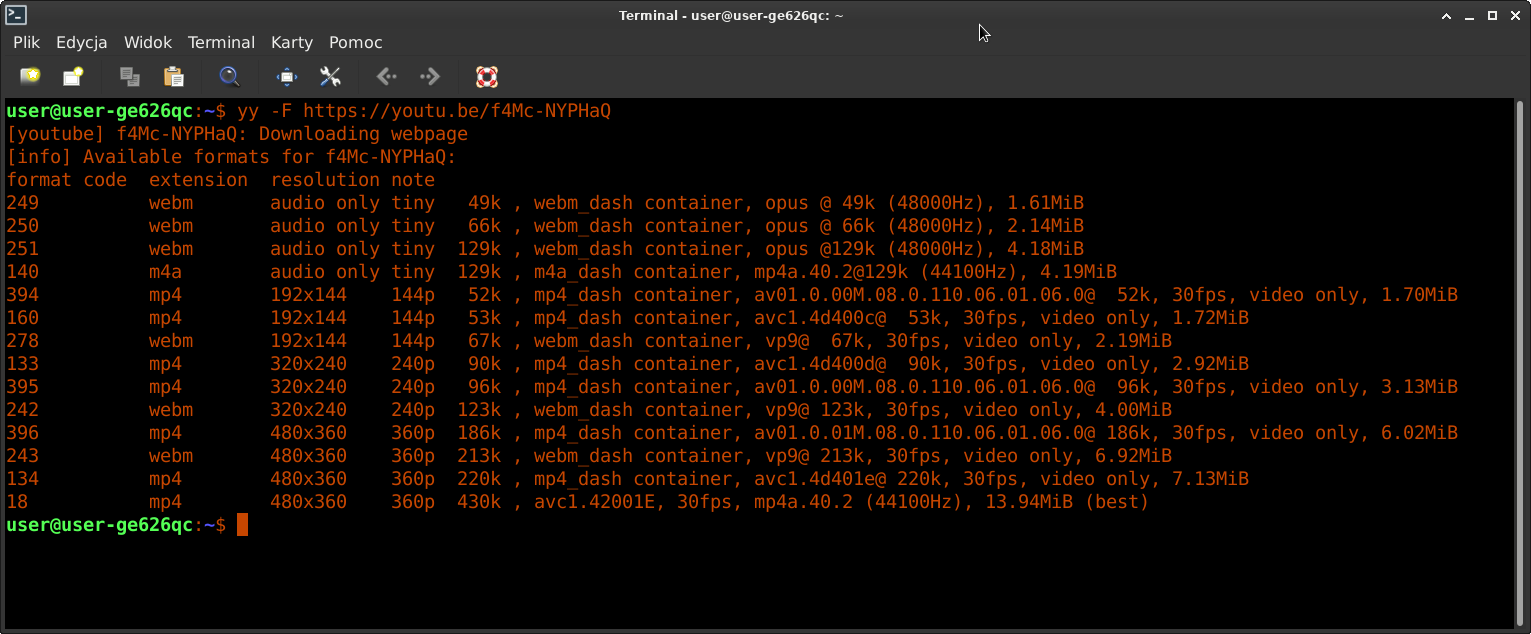 Terminal - user@user-ge626qc: ~
Plik Edycja Widok Terminal Karty Pomoc
user@user-ge626qc:~$ yy -F https://youtu.be/f4Mc-NYPHaQ
[youtube] f4Mc-NYPHaQ: Downloading webpage
[info] Available formats for f4Mc-NYPHaQ:
format code  extension  resolution note
249          webm       audio only tiny   49k , webm_dash container, opus @ 49k (48000Hz), 1.61MiB
250          webm       audio only tiny   66k , webm_dash container, opus @ 66k (48000Hz), 2.14MiB
251          webm       audio only tiny  129k , webm_dash container, opus @129k (48000Hz), 4.18MiB
140          m4a        audio only tiny  129k , m4a_dash container, mp4a.40.2@129k (44100Hz), 4.19MiB
394          mp4        192x144    144p   52k , mp4_dash container, av01.0.00M.08.0.110.06.01.06.0@  52k, 30fps, video only, 1.70MiB
160          mp4        192x144    144p   53k , mp4_dash container, avc1.4d400c@  53k, 30fps, video only, 1.72MiB
278          webm       192x144    144p   67k , webm_dash container, vp9@  67k, 30fps, video only, 2.19MiB
133          mp4        320x240    240p   90k , mp4_dash container, avc1.4d400d@  90k, 30fps, video only, 2.92MiB
395          mp4        320x240    240p   96k , mp4_dash container, av01.0.00M.08.0.110.06.01.06.0@  96k, 30fps, video only, 3.13MiB
242          webm       320x240    240p  123k , webm_dash container, vp9@ 123k, 30fps, video only, 4.00MiB
396          mp4        480x360    360p  186k , mp4_dash container, av01.0.01M.08.0.110.06.01.06.0@ 186k, 30fps, video only, 6.02MiB
243          webm       480x360    360p  213k , webm_dash container, vp9@ 213k, 30fps, video only, 6.92MiB
134          mp4        480x360    360p  220k , mp4_dash container, avc1.4d401e@ 220k, 30fps, video only, 7.13MiB
18           mp4        480x360    360p  430k , avc1.42001E, 30fps, mp4a.40.2 (44100Hz), 13.94MiB (best)
user@user-ge626qc:~$